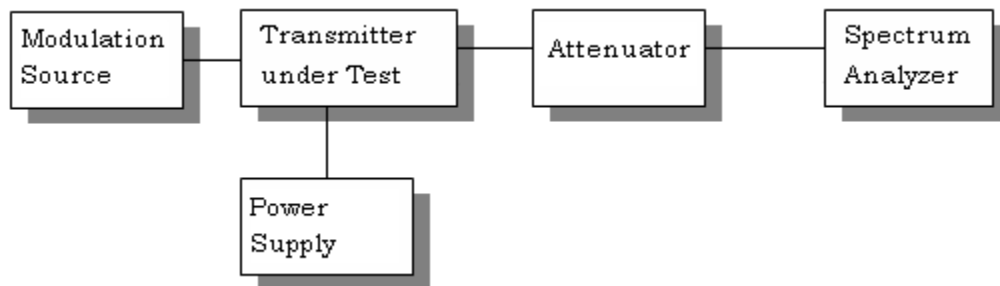 Modulation
Source
Transmitter
under Test
Attenuator
Spectrum
Analyzer
Power
Supply